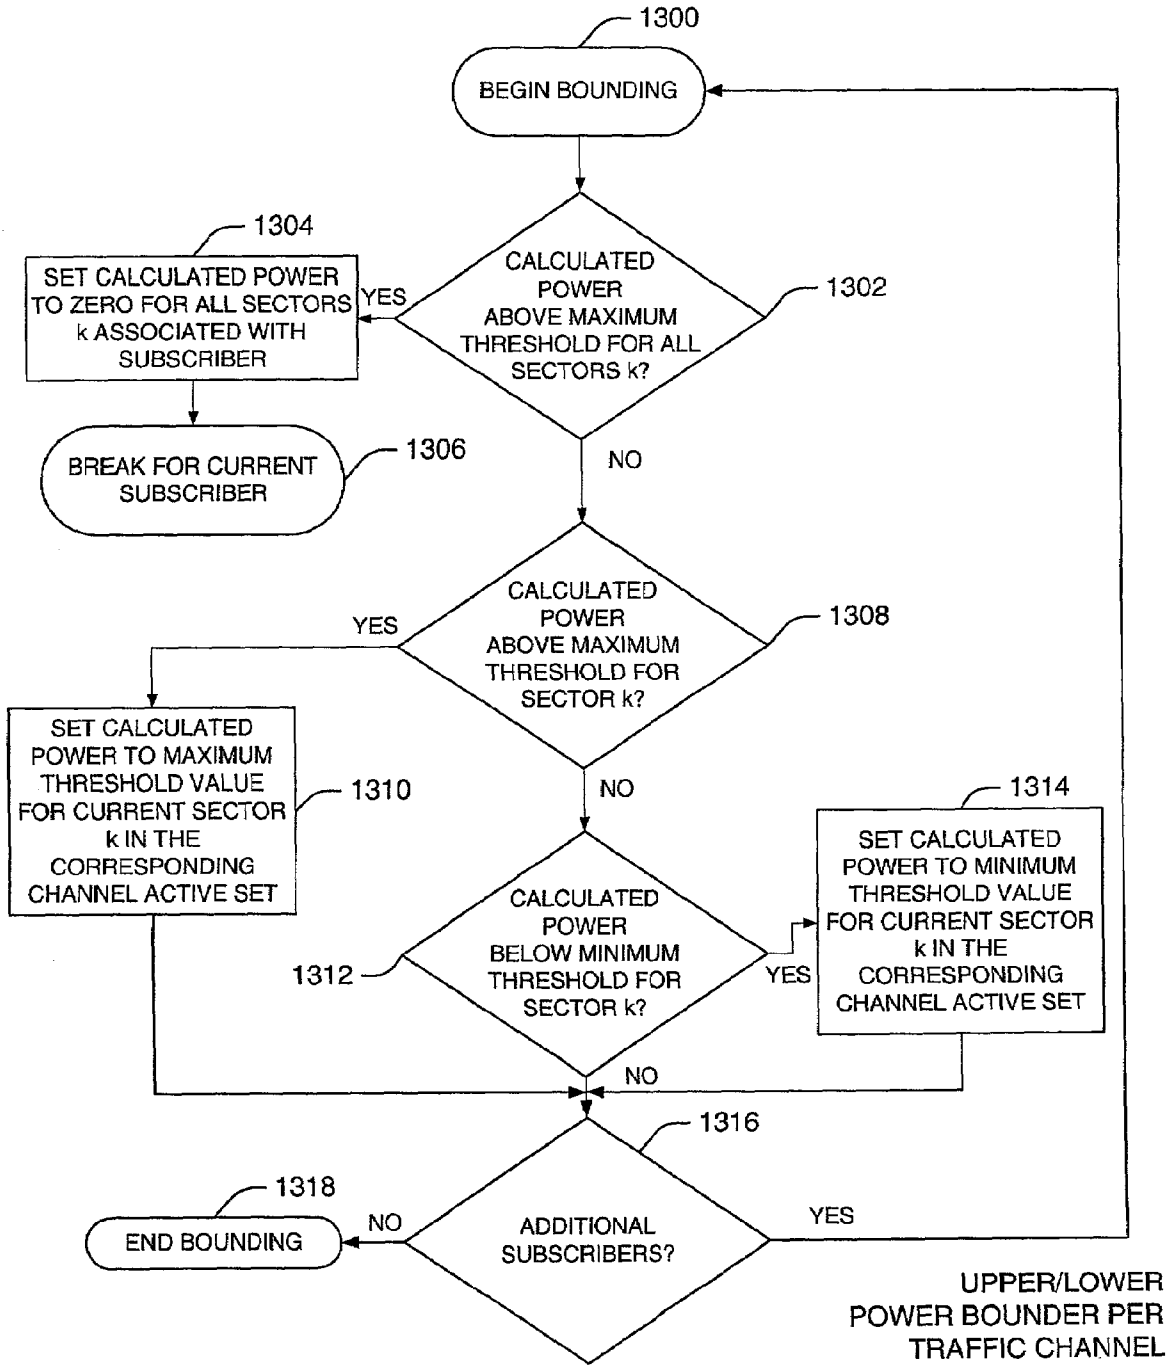 1300
BEGIN BOUNDING
1304
SET CALCULATED POWER
TO ZERO FOR ALL SECTORS
k ASSOCIATED WITH
SUBSCRIBER
YES
CALCULATED
POWER
ABOVE MAXIMUM
THRESHOLD FOR ALL
SECTORS k?
1302
1306
BREAK FOR CURRENT
SUBSCRIBER
NO
CALCULATED
POWER
ABOVE MAXIMUM
THRESHOLD FOR
SECTOR k?
1308
YES
SET CALCULATED
POWER TO MAXIMUM
THRESHOLD VALUE
FOR CURRENT SECTOR
k IN THE
CORRESPONDING
CHANNEL ACTIVE SET
1310
NO
1314
SET CALCULATED
POWER TO MINIMUM
THRESHOLD VALUE
FOR CURRENT SECTOR
k IN THE
CORRESPONDING
CHANNEL ACTIVE SET
CALCULATED
POWER
BELOW MINIMUM
THRESHOLD FOR
SECTOR k?
1312
YES
NO
1316
ADDITIONAL
SUBSCRIBERS?
YES
NO
1318
END BOUNDING
UPPER/LOWER
POWER BOUNDER PER
TRAFFIC CHANNEL